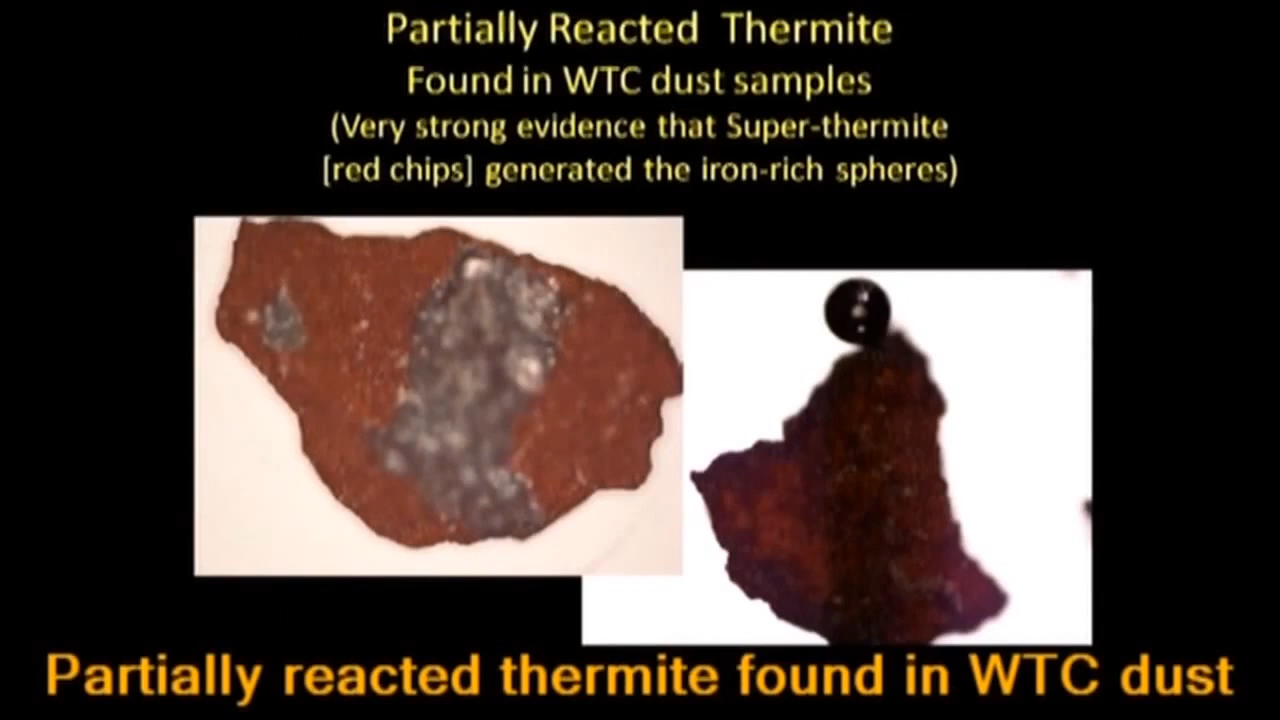 Partially Reacted Thermite
Found in WTC dust samples
(Very strong evidence that Super-thermite
[red chips] generated the iron-rich spheres)
Partially reacted thermite found in WTC dust